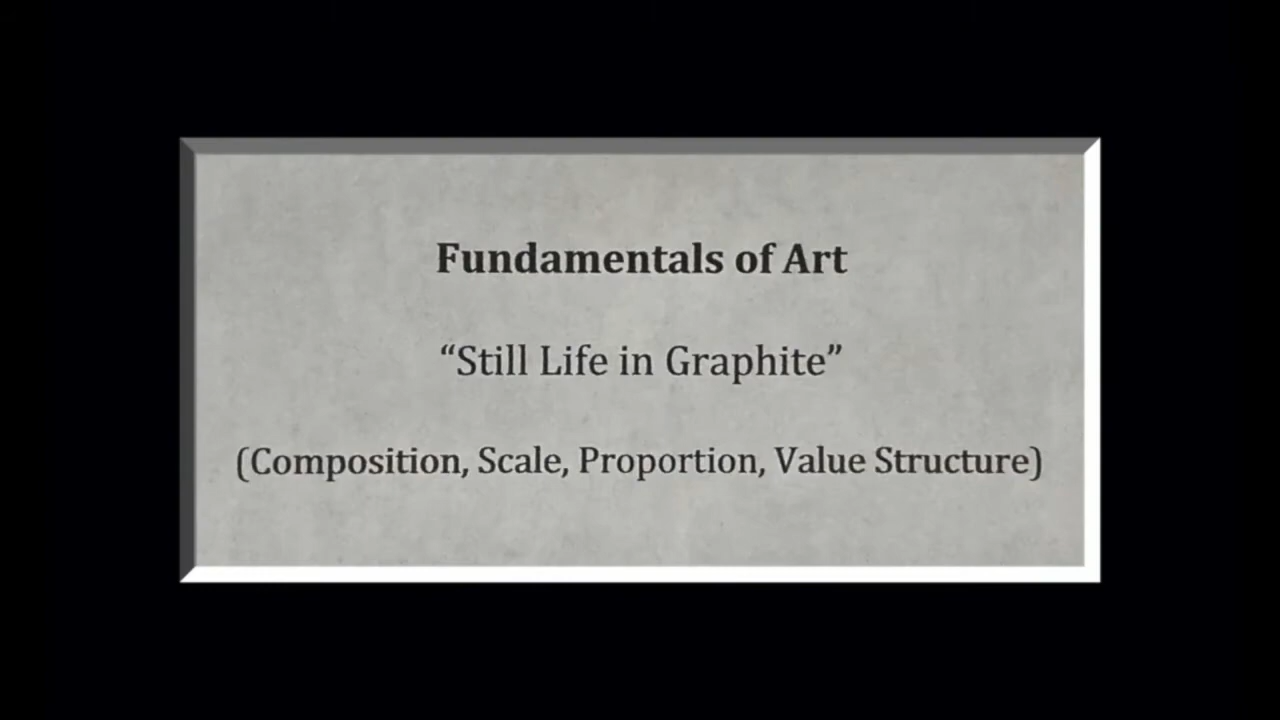 Fundamentals of Art
“Still Life in Graphite”
(Composition, Scale, Proportion, Value Structure)